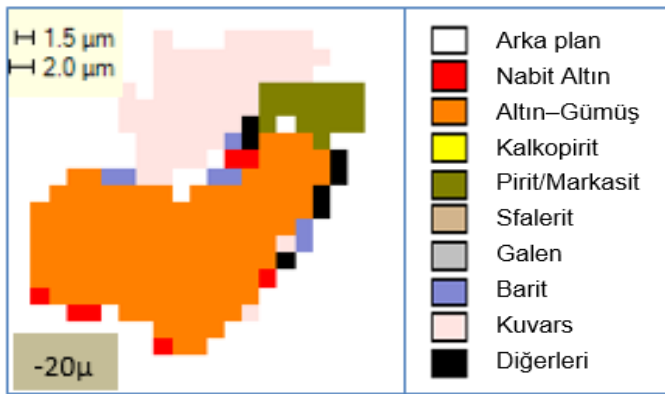 1.5 µm
2.0 µm
-20µ
Arka plan
Nabit Altın
Altın–Gümüş
Kalkopirit
Pirit/Markasit
Sfalerit
Galen
Barit
Kuvars
Diğerleri